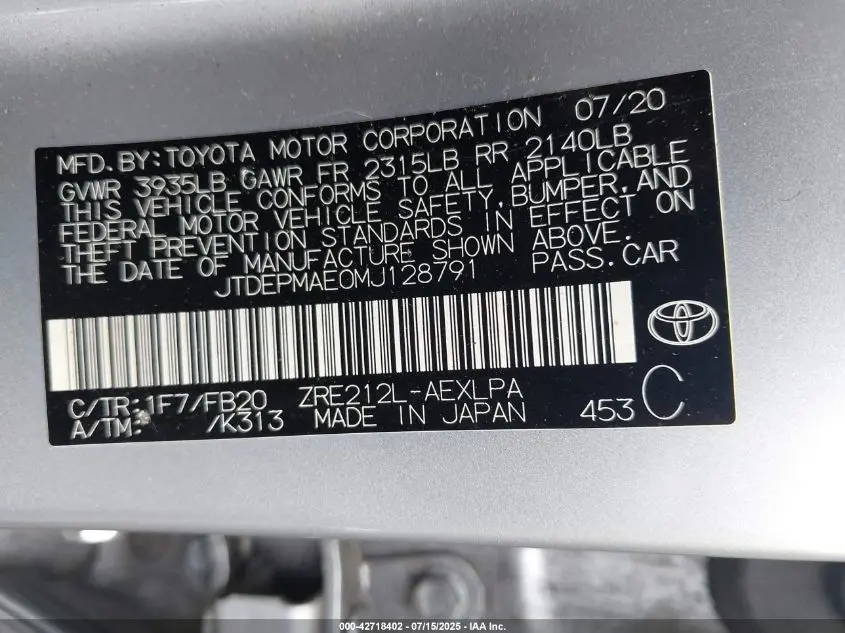 MFD.BY:TOYOTA MOTOR CORPORATION 07/20
GVWR 3935LB GAWR FR 2315LB RR 2140LB
THIS VEHICLE CONFORMS TO ALL APPLICABLE
FEDERAL MOTOR VEHICLE SAFETY,BUMPER,AND
THEFT PREVENTION STANDARDS IN EFFECT ON
THE DATE OF MANUFACTURE SHOWN ABOVE.
JTDEPMAE0MJ128791 PASS.CAR
C/TR:1F7/FB20 ZRE212L-AEXLPA
A/TM: /K313 MADE IN JAPAN 453 C
000-42718402 - 07/15/2025 - IAA Inc.